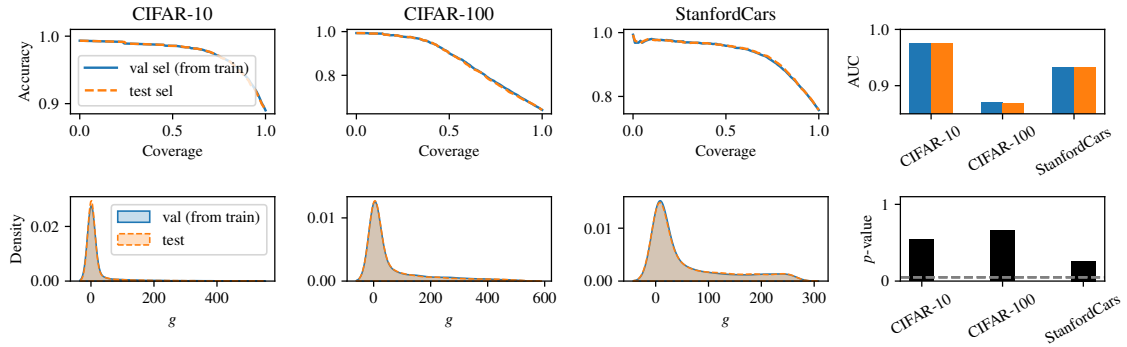 CIFAR-10
CIFAR-100
StanfordCars
Accuracy
1.0
0.9
val sel (from train)
test sel
0.0
0.5
1.0
Coverage
1.0
0.8
0.0
0.5
1.0
Coverage
1.0
0.8
0.0
0.5
1.0
Coverage
AUC
1.0
0.9
CIFAR-10
CIFAR-100
StanfordCars
Density
0.02
0.00
val (from train)
test
0
200
400
g
0.01
0.00
0
200
400
600
g
0.01
0.00
0
100
200
300
g
p-value
1
0
CIFAR-10
CIFAR-100
StanfordCars